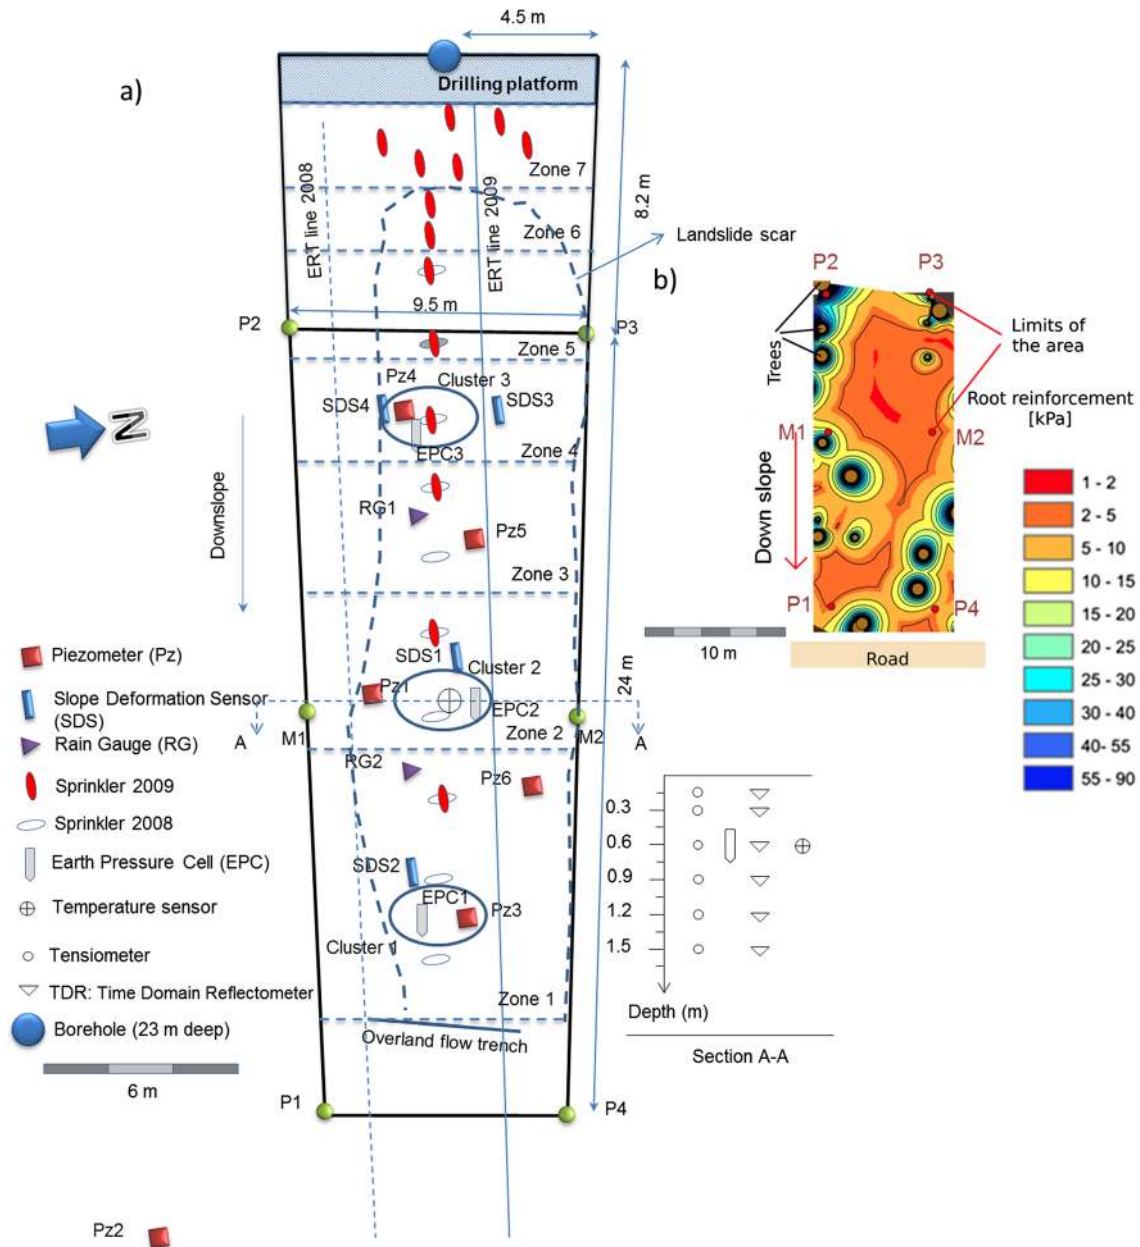 4.5 m
a)
Drilling platform
Zone 7
ERT line 2008
ERT line 2009
8.2 m
Zone 6
Landslide scar
b)
P2
P3
9.5 m
P2
P3
Limits of
the area
Trees
Zone 5
Pz4
Cluster 3
SDS4
SDS3
Root reinforcement
[kPa]
N
M1
M2
EPC3
Zone 4
Downslope
RG1
Pz5
Down slope
1 - 2
2 - 5
5 - 10
10 - 15
15 - 20
20 - 25
25 - 30
30 - 40
40- 55
55 - 90
Zone 3
P1
P4
10 m
Road
SDS1
Cluster 2
Pz1
24 m
EPC2
A
M1
Zone 2
M2
A
RG2
Pz6
SDS2
EPC1
Pz3
Cluster 1
Zone 1
Overland flow trench
P1
P4
Piezometer (Pz)
Slope Deformation Sensor
(SDS)
Rain Gauge (RG)
Sprinkler 2009
Sprinkler 2008
Earth Pressure Cell (EPC)
Temperature sensor
Tensiometer
TDR: Time Domain Reflectometer
Borehole (23 m deep)
6 m
0.3
0.6
0.9
1.2
1.5
Depth (m)
Section A-A
Pz2